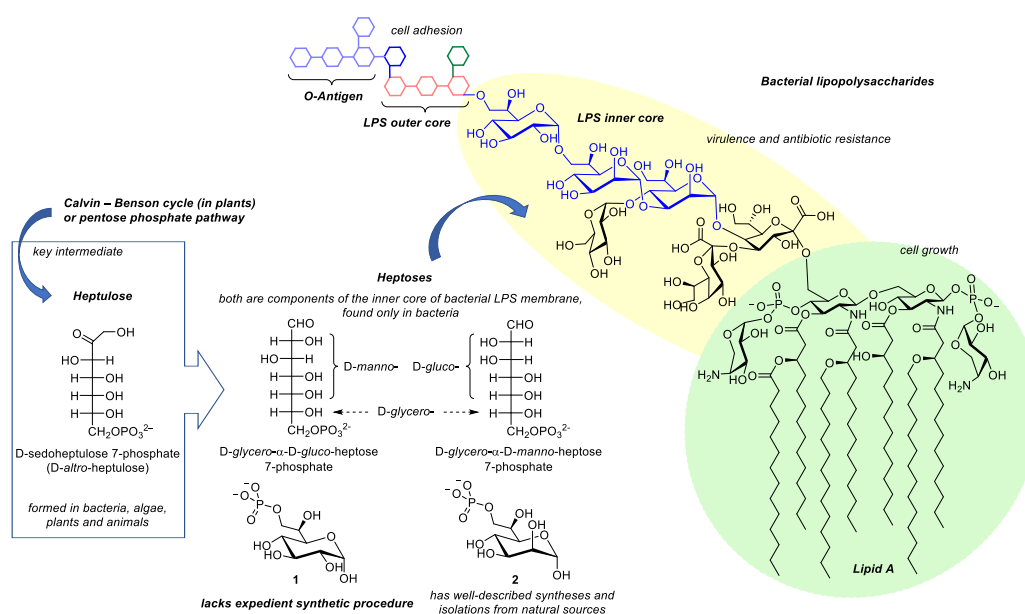 cell adhesion
O-Antigen
LPS outer core
LPS inner core
Bacterial lipopolysaccharides
virulence and antibiotic resistance
Calvin – Benson cycle (in plants)
or pentose phosphate pathway
key intermediate
Heptulose
D-sedoheptulose 7-phosphate
(D-altro-heptulose)
formed in bacteria, algae,
plants and animals
Heptoses
both are components of the inner core of bacterial LPS membrane,
found only in bacteria
CHO
D-manno-
D-gluco-
CHO
D-glycero-
CH₂OPO₃²⁻
CH₂OPO₃²⁻
CH₂OPO₃²⁻
D-glycero-α-D-gluco-heptose
7-phosphate
D-glycero-α-D-manno-heptose
7-phosphate
1
2
lacks expedient synthetic procedure
has well-described syntheses and
isolations from natural sources
cell growth
Lipid A